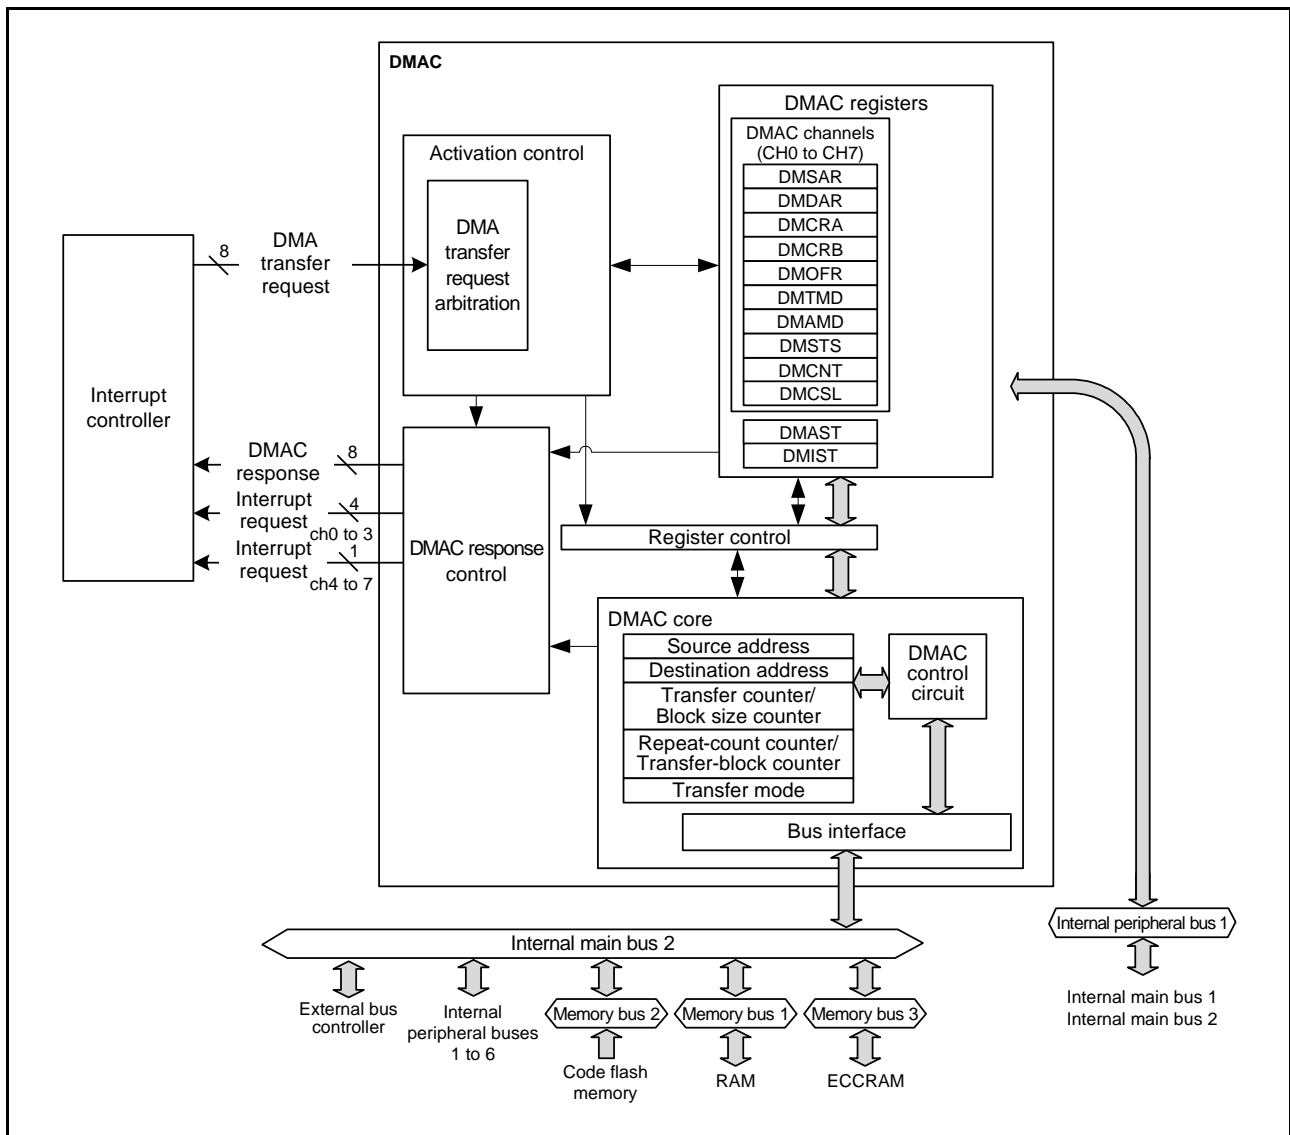 DMAC
DMAC registers
DMAC channels
(CH0 to CH7)
DMSAR
DMDAR
DMCRA
DMCRB
DMOFR
DMTMD
DMAMD
DMSTS
DMCNT
DMCSL
DMAST
DMIST
Activation control
DMA
transfer
request
arbitration
8
DMA
transfer
request
Interrupt
controller
DMAC
response
8
Interrupt
request
4
ch0 to 3
Interrupt
request
1
ch4 to 7
DMAC response
control
Register control
DMAC core
Source address
Destination address
Transfer counter/
Block size counter
Repeat-count counter/
Transfer-block counter
Transfer mode
DMAC
control
circuit
Bus interface
Internal main bus 2
Internal peripheral bus 1
Internal main bus 1
Internal main bus 2
External bus
controller
Internal
peripheral buses
1 to 6
Memory bus 2
Memory bus 1
Memory bus 3
Code flash
memory
RAM
ECCRAM